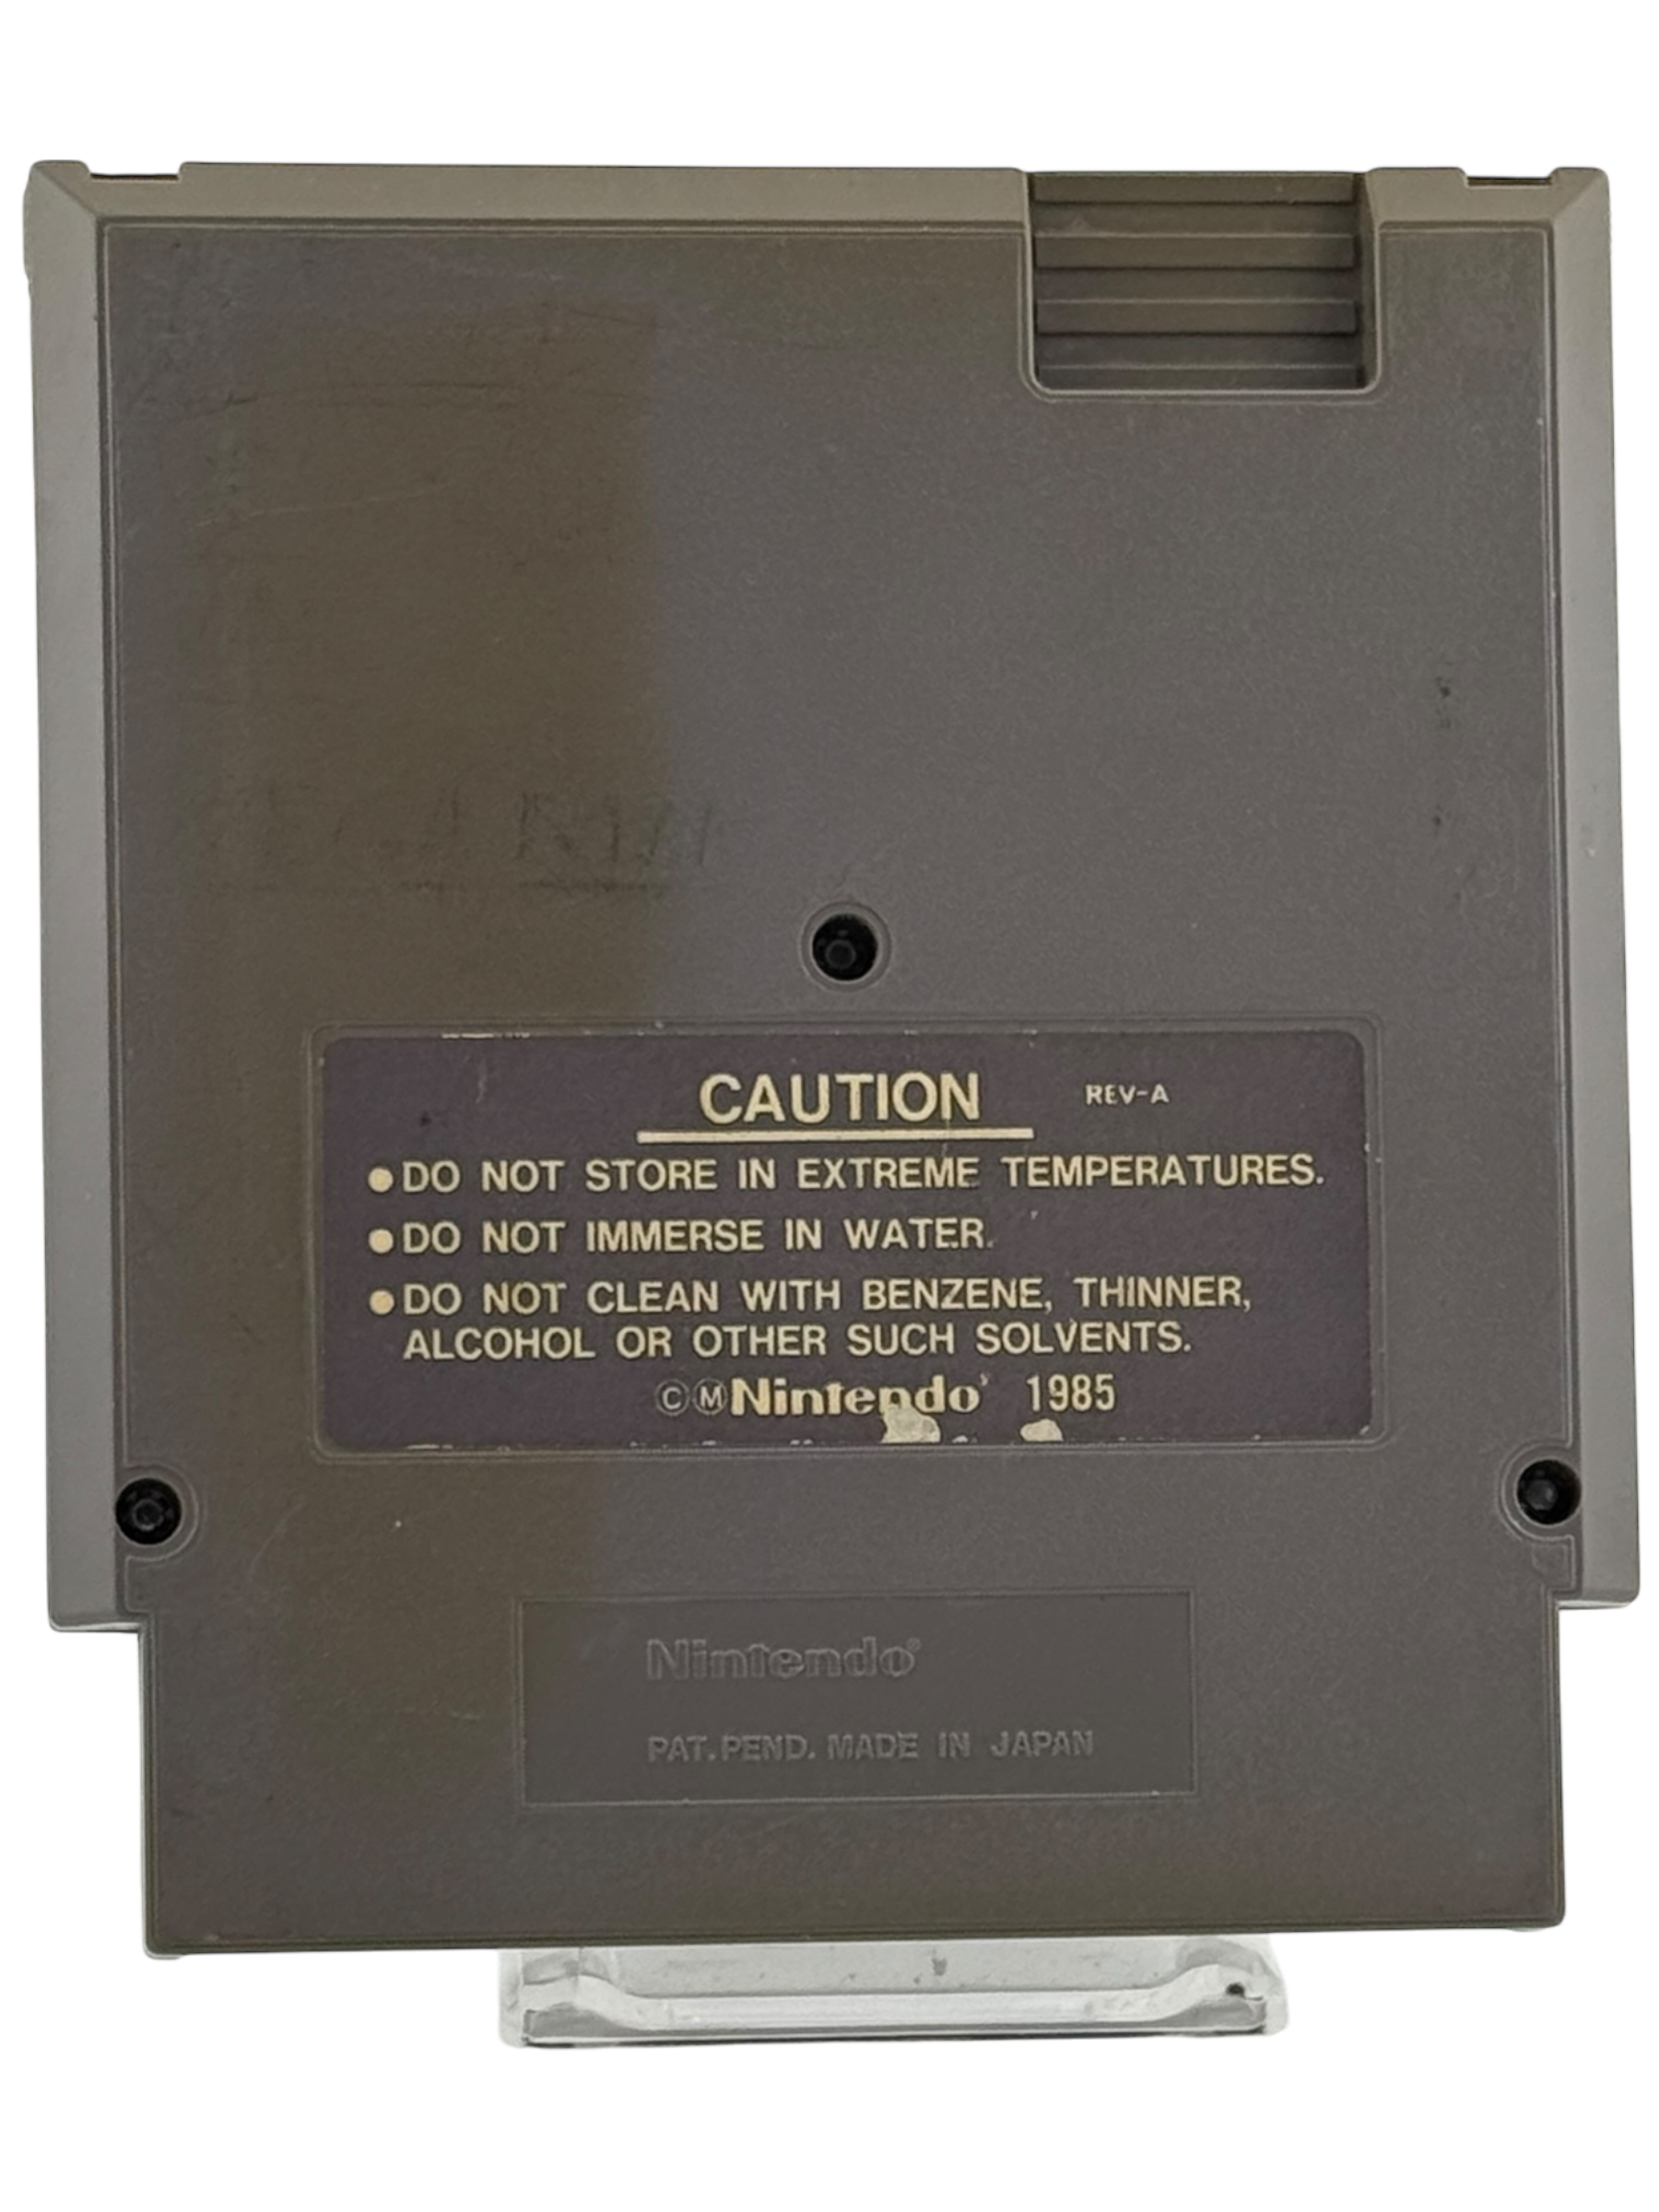 CAUTION REV-A
●DO NOT STORE IN EXTREME TEMPERATURES.
●DO NOT IMMERSE IN WATER.
●DO NOT CLEAN WITH BENZENE, THINNER,
ALCOHOL OR OTHER SUCH SOLVENTS.
ⒸⓂNintendo® 1985
Nintendo®
PAT. PEND. MADE IN JAPAN